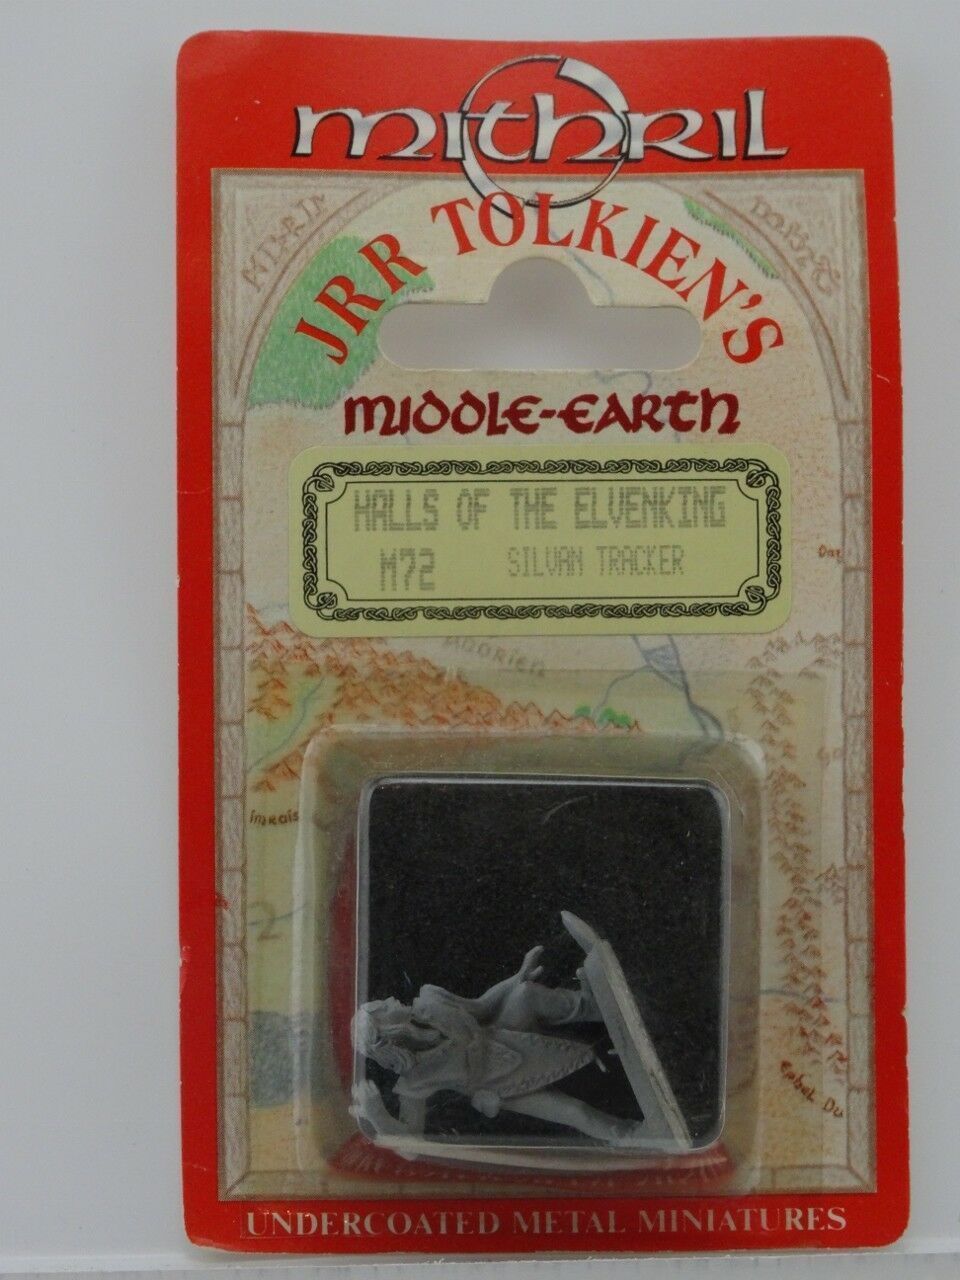 mithril
JRR TOLKIEN'S
MIDDLE-EARTH
HALLS OF THE ELVENKING
M72 SILVAN TRACKER
UNDERCOATED METAL MINIATURES